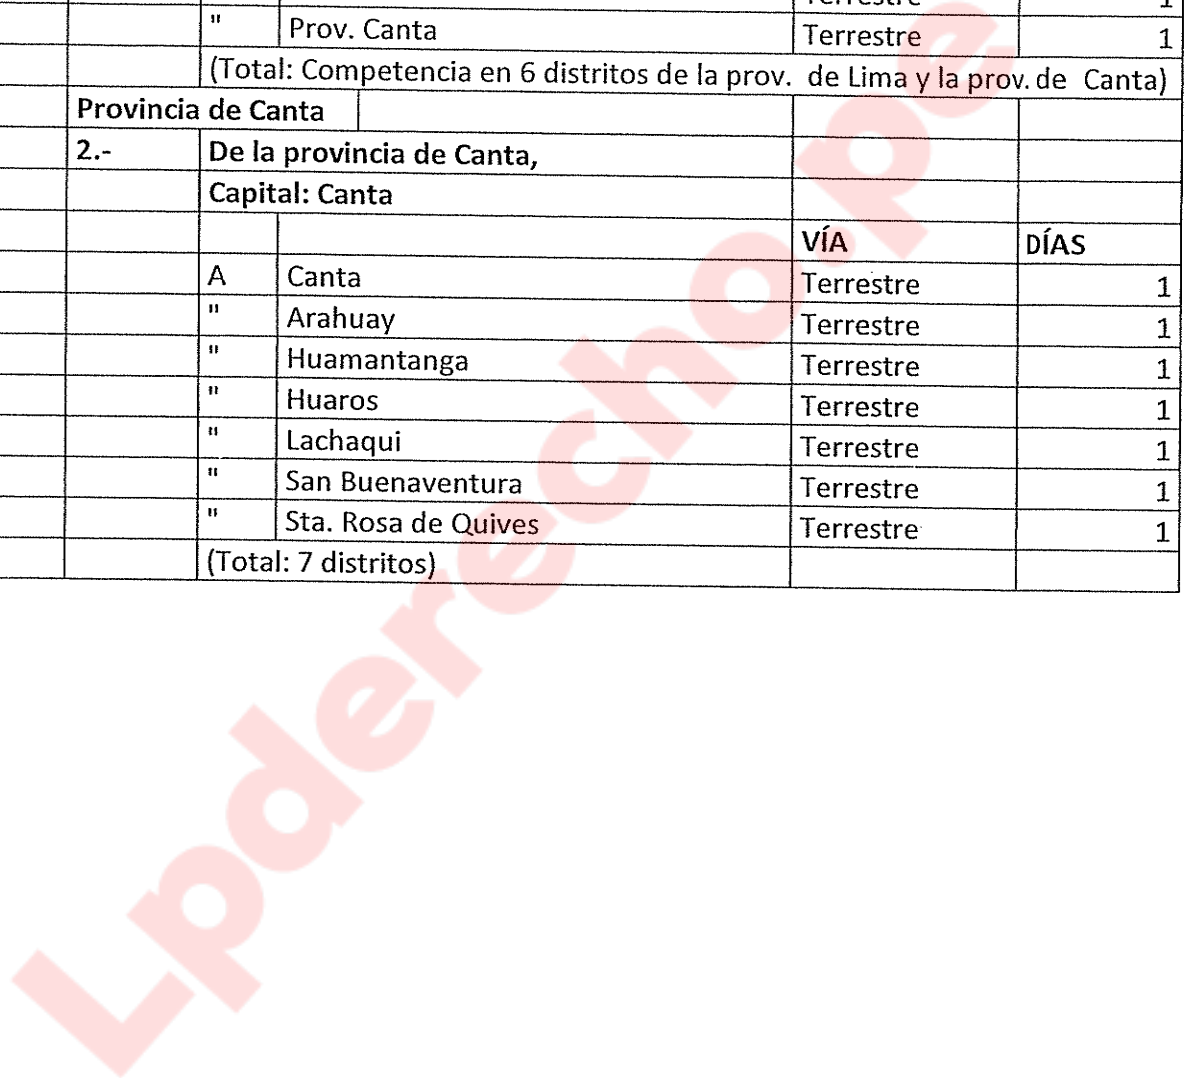 Terrestre 1
" Prov. Canta Terrestre 1
(Total: Competencia en 6 distritos de la prov. de Lima y la prov. de Canta)
Provincia de Canta
2.- De la provincia de Canta,
Capital: Canta
VÍA DÍAS
A Canta Terrestre 1
" Arahuay Terrestre 1
" Huamantanga Terrestre 1
" Huaros Terrestre 1
" Lachaqui Terrestre 1
" San Buenaventura Terrestre 1
" Sta. Rosa de Quives Terrestre 1
(Total: 7 distritos)
Lpderecho.pe